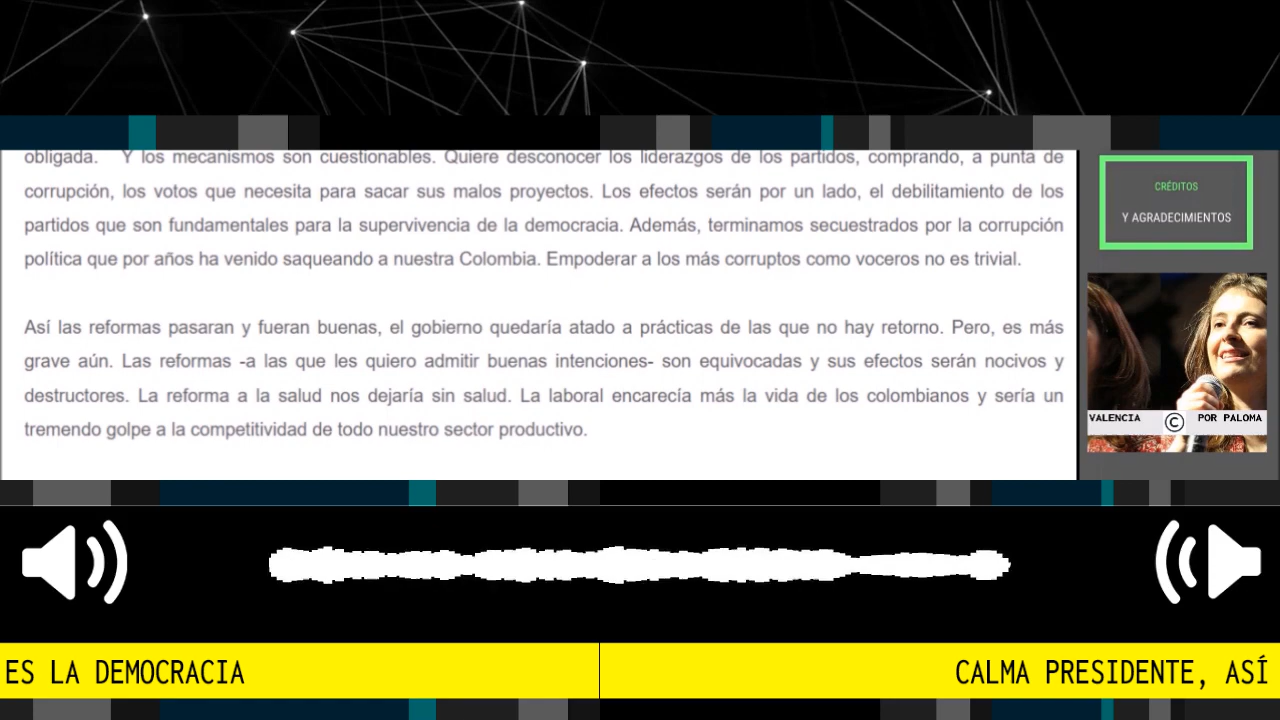 obligada. Y los mecanismos son cuestionables. Quiere desconocer los liderazgos de los partidos, comprando, a punta de
corrupción, los votos que necesita para sacar sus malos proyectos. Los efectos serán por un lado, el debilitamiento de los
partidos que son fundamentales para la supervivencia de la democracia. Además, terminamos secuestrados por la corrupción
política que por años ha venido saqueando a nuestra Colombia. Empoderar a los más corruptos como voceros no es trivial.
Así las reformas pasaran y fueran buenas, el gobierno quedaría atado a prácticas de las que no hay retorno. Pero, es más
grave aún. Las reformas -a las que les quiero admitir buenas intenciones- son equivocadas y sus efectos serán nocivos y
destructores. La reforma a la salud nos dejaría sin salud. La laboral encarecía más la vida de los colombianos y sería un
tremendo golpe a la competitividad de todo nuestro sector productivo.
CRÉDITOS
Y AGRADECIMIENTOS
VALENCIA © POR PALOMA
ES LA DEMOCRACIA
CALMA PRESIDENTE, ASÍ